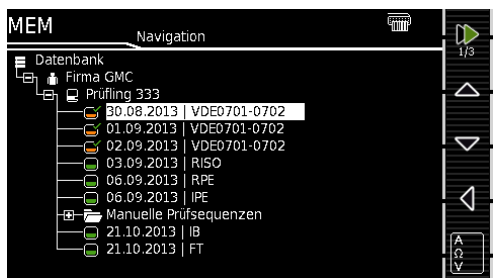 MEM
Navigation
1/3
Datenbank
Firma GMC
Prüfling 333
30.08.2013 | VDE0701-0702
01.09.2013 | VDE0701-0702
02.09.2013 | VDE0701-0702
03.09.2013 | RISO
06.09.2013 | RPE
06.09.2013 | IPE
Manuelle Prüfsequenzen
21.10.2013 | IB
21.10.2013 | FT
A
Ω
V